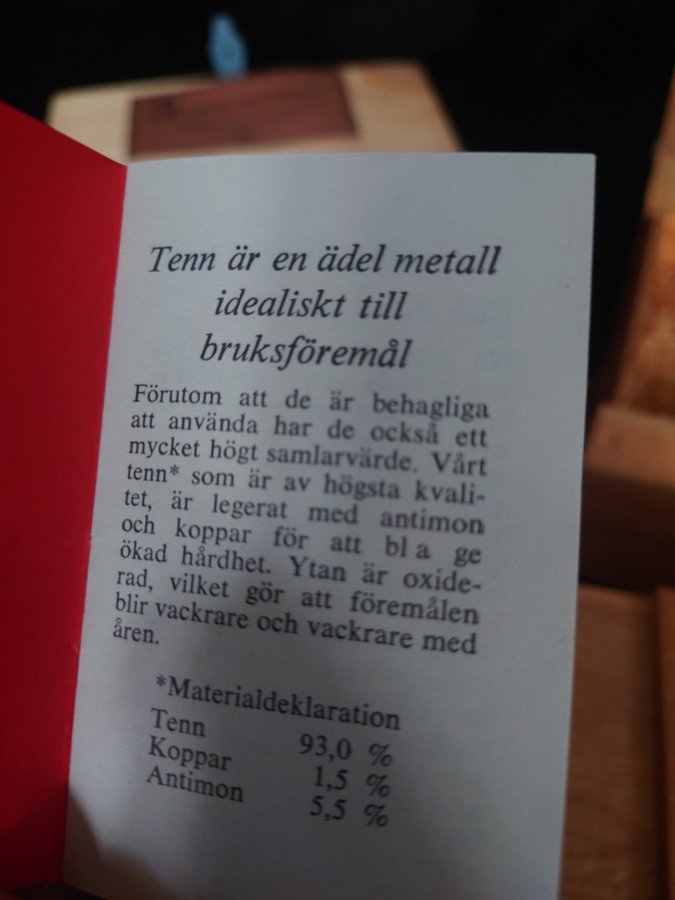 Tenn är en ädel metall
idealiskt till
bruksföremål
Förutom att de är behagliga
att använda har de också ett
mycket högt samlarvärde. Vårt
tenn* som är av högsta kvali-
tet, är legerat med antimon
och koppar för att bl a ge
ökad hårdhet. Ytan är oxide-
rad, vilket gör att föremålen
blir vackrare och vackrare med
åren.
*Materialdeklaration
Tenn 93,0 %
Koppar 1,5 %
Antimon 5,5 %